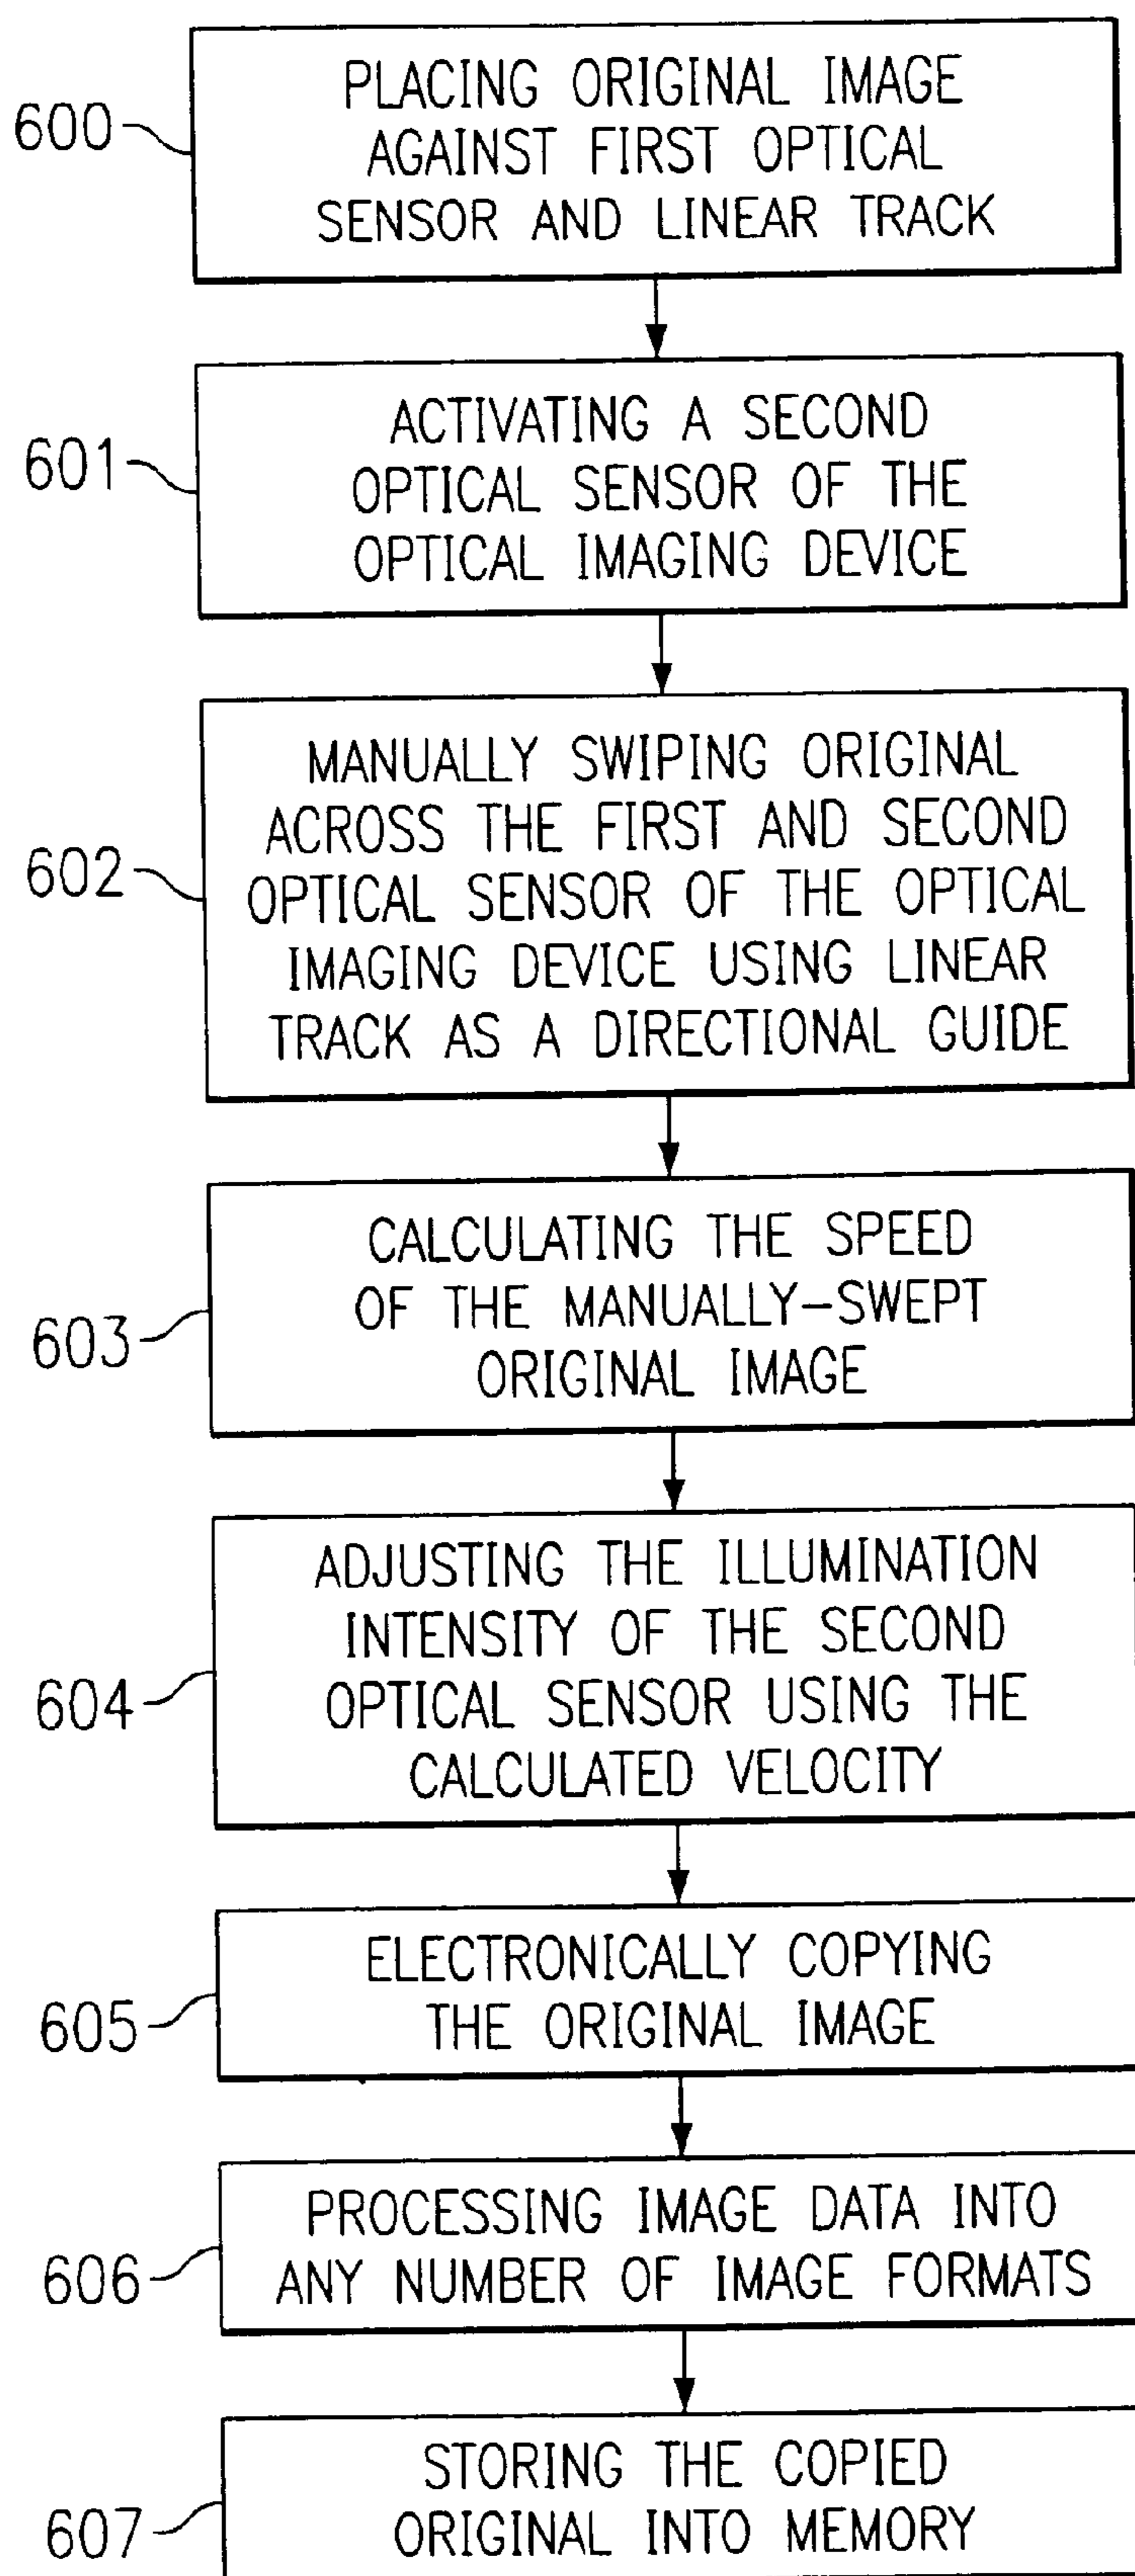 600
PLACING ORIGINAL IMAGE
AGAINST FIRST OPTICAL
SENSOR AND LINEAR TRACK
601
ACTIVATING A SECOND
OPTICAL SENSOR OF THE
OPTICAL IMAGING DEVICE
602
MANUALLY SWIPING ORIGINAL
ACROSS THE FIRST AND SECOND
OPTICAL SENSOR OF THE OPTICAL
IMAGING DEVICE USING LINEAR
TRACK AS A DIRECTIONAL GUIDE
603
CALCULATING THE SPEED
OF THE MANUALLY-SWEPT
ORIGINAL IMAGE
604
ADJUSTING THE ILLUMINATION
INTENSITY OF THE SECOND
OPTICAL SENSOR USING THE
CALCULATED VELOCITY
605
ELECTRONICALLY COPYING
THE ORIGINAL IMAGE
606
PROCESSING IMAGE DATA INTO
ANY NUMBER OF IMAGE FORMATS
607
STORING THE COPIED
ORIGINAL INTO MEMORY